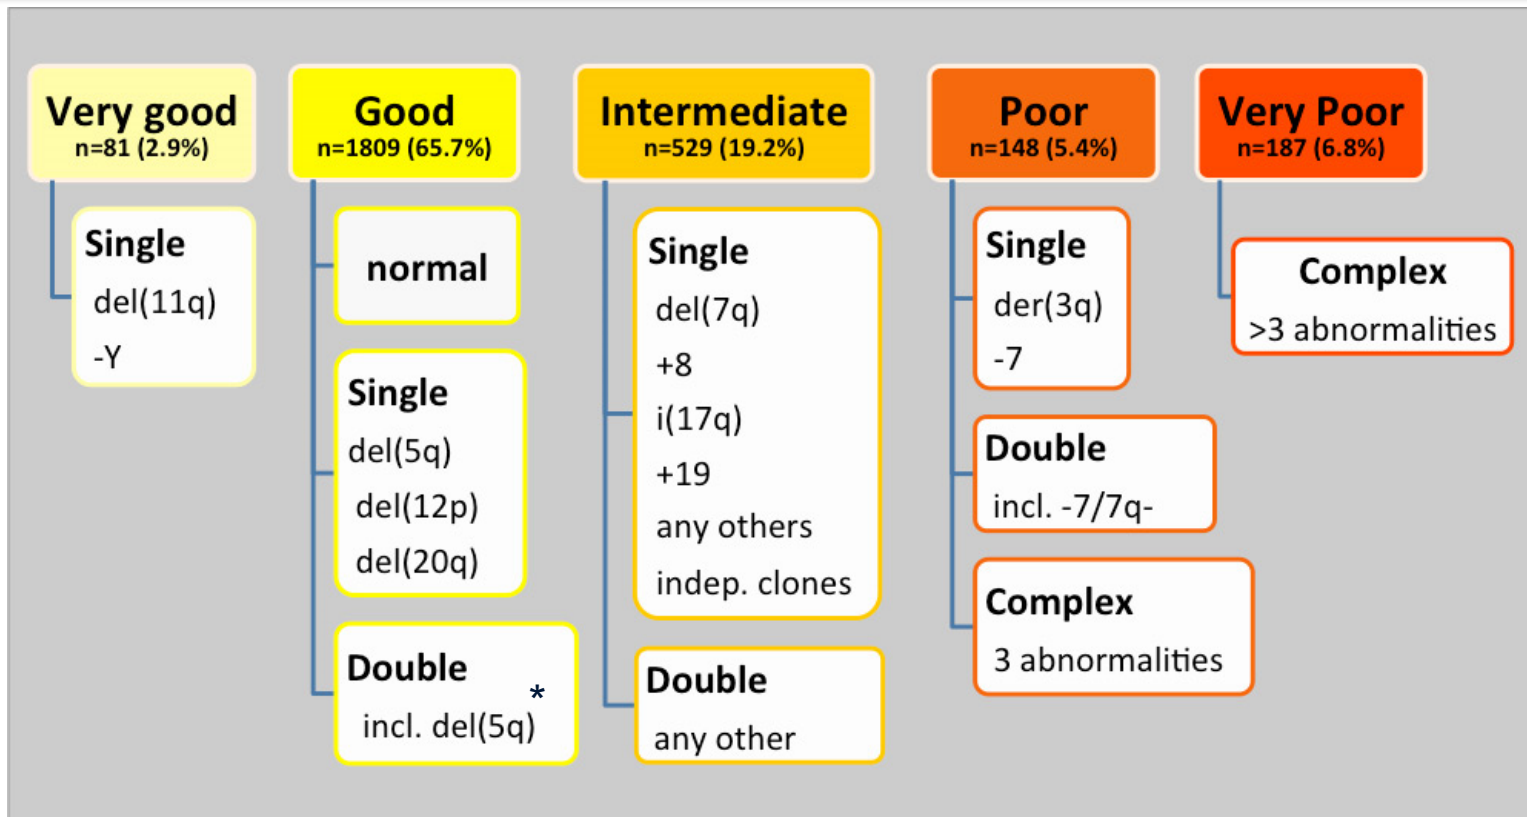 Very good
n=81 (2.9%)
Single
del(11q)
-Y
Good
n=1809 (65.7%)
normal
Single
del(5q)
del(12p)
del(20q)
Double
*
incl. del(5q)
Intermediate
n=529 (19.2%)
Single
del(7q)
+8
i(17q)
+19
any others
indep. clones
Double
any other
Poor
n=148 (5.4%)
Single
der(3q)
-7
Double
incl. -7/7q-
Complex
3 abnormalities
Very Poor
n=187 (6.8%)
Complex
>3 abnormalities